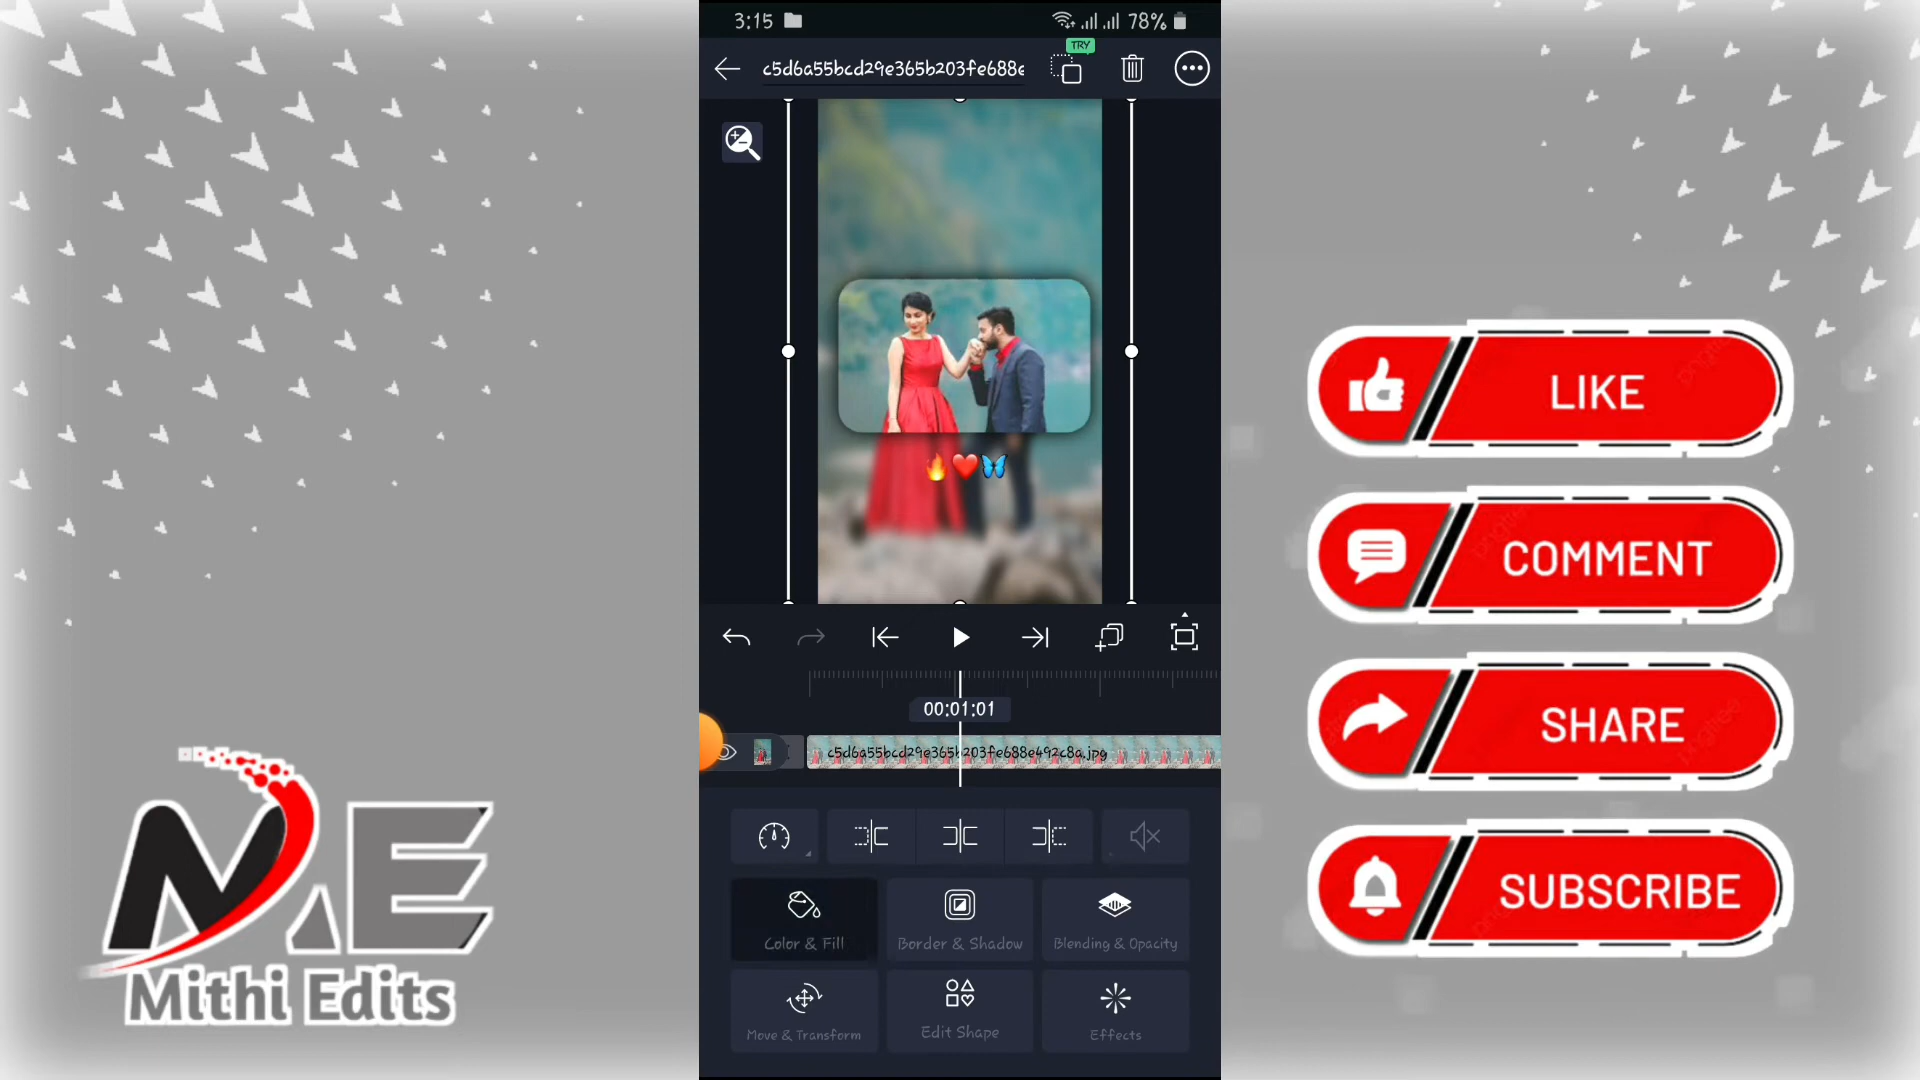 3:15
78%
TRY
c5d6a55bcd29e365b203fe688e
00:01:01
c5d6a55bcd29e365b203fe688e492c8a.jpg
Color & Fill
Border & Shadow
Blending & Opacity
Move & Transform
Edit Shape
Effects
ME
Mithi Edits
LIKE
COMMENT
SHARE
SUBSCRIBE